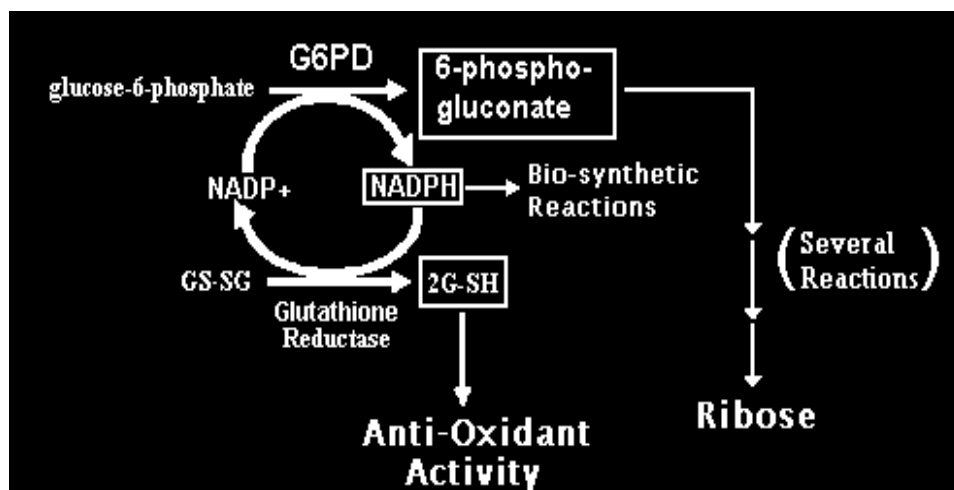 G6PD
glucose-6-phosphate
6-phospho-
gluconate
NADP+
NADPH
Bio-synthetic
Reactions
(Several
Reactions)
GS-SG
2G-SH
Glutathione
Reductase
Ribose
Anti-Oxidant
Activity